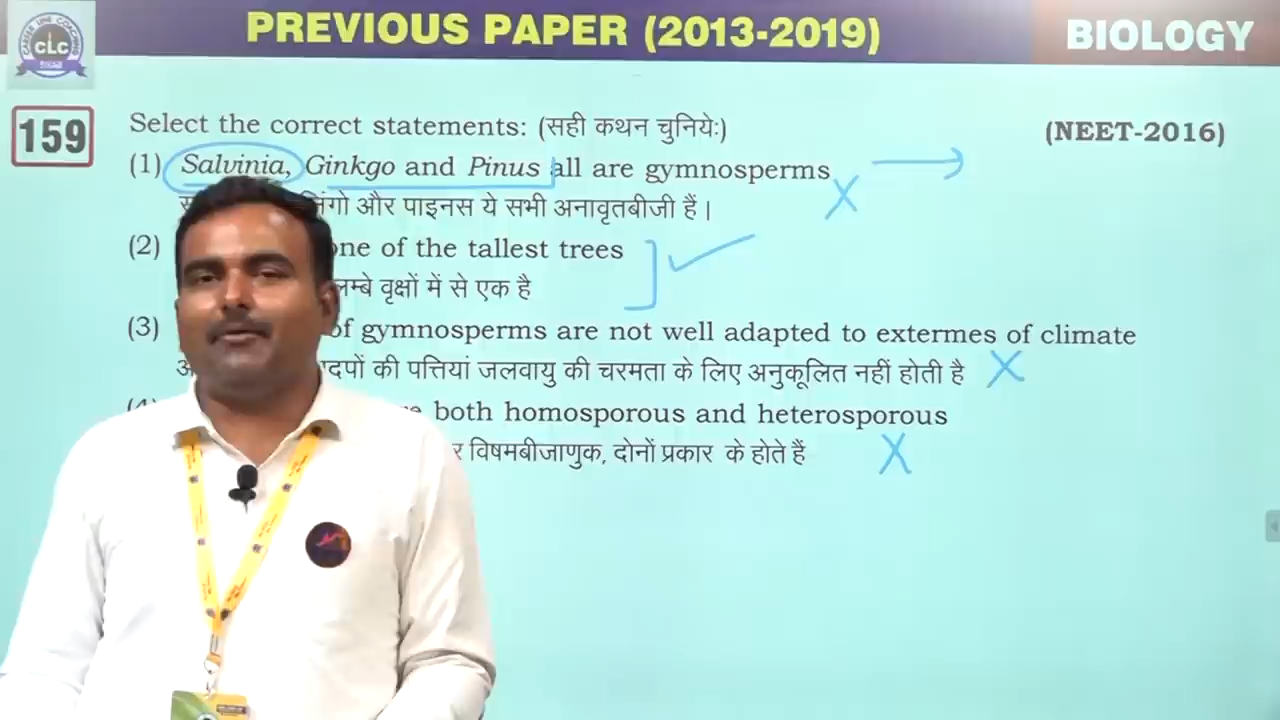 PREVIOUS PAPER (2013-2019)
BIOLOGY
CLC
159
Select the correct statements: (सही कथन चुनिये:)
(NEET-2016)
(1) Salvinia, Ginkgo and Pinus all are gymnosperms
और पाइनस ये सभी अनावृतबीजी हैं।
(2) one of the tallest trees
लम्बे वृक्षों में से एक है
(3) of gymnosperms are not well adapted to extermes of climate
की पत्तियां जलवायु की चरमता के लिए अनुकूलित नहीं होती है
both homosporous and heterosporous
विषमबीजाणुक, दोनों प्रकार के होते हैं